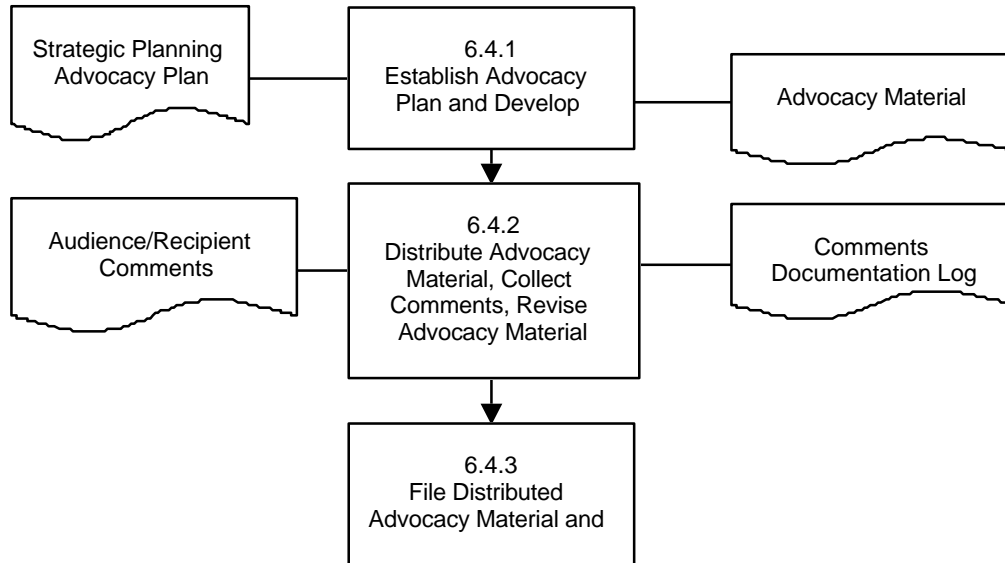 Strategic Planning
Advocacy Plan
6.4.1
Establish Advocacy
Plan and Develop
Advocacy Material
Audience/Recipient
Comments
6.4.2
Distribute Advocacy
Material, Collect
Comments, Revise
Advocacy Material
Comments
Documentation Log
6.4.3
File Distributed
Advocacy Material and